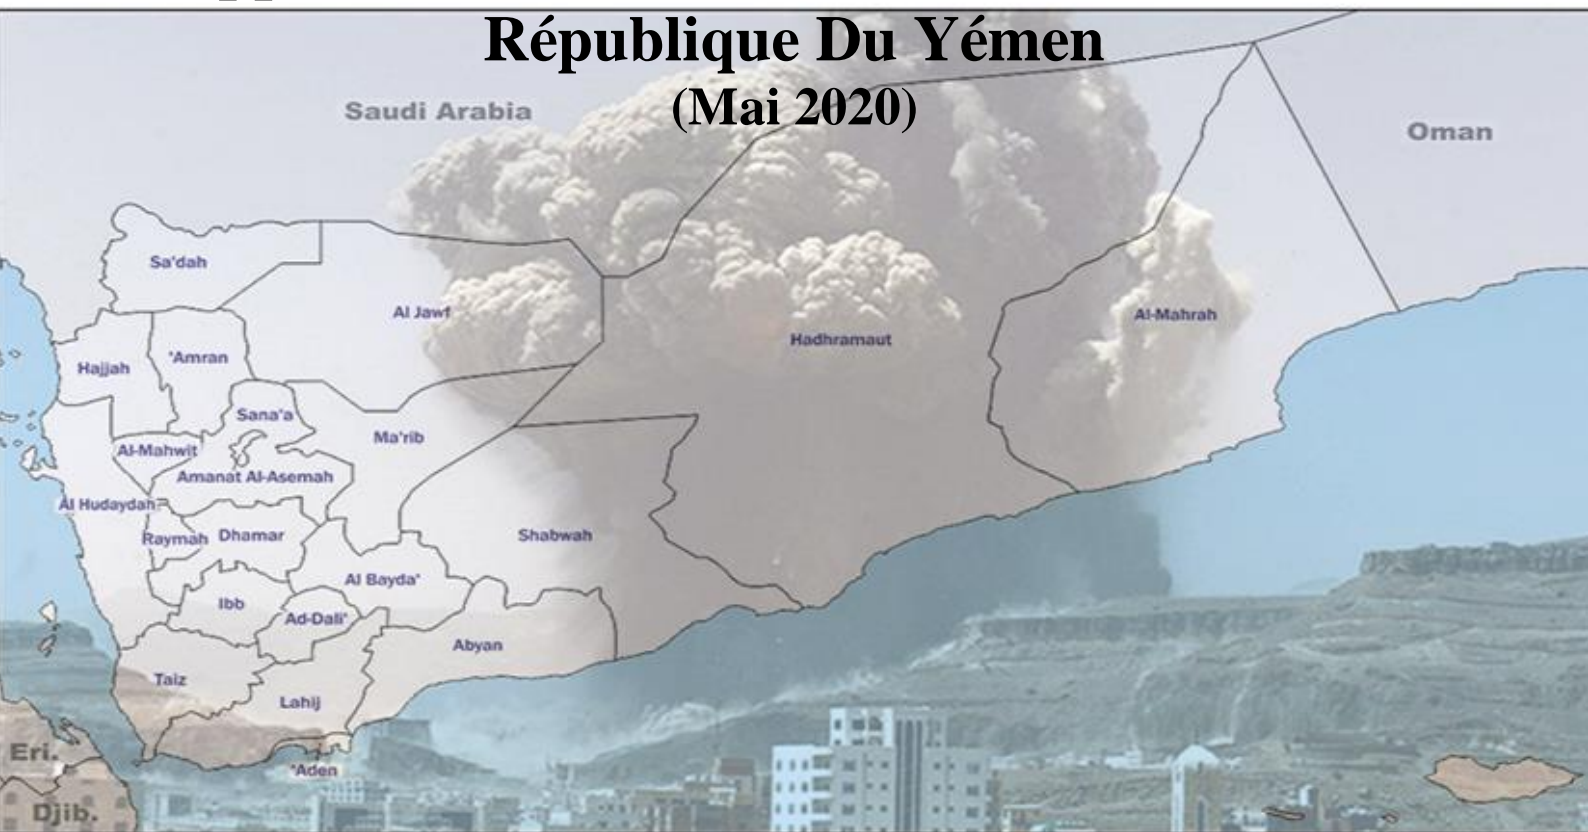 République Du Yémen
(Mai 2020)
Saudi Arabia
Oman
Sa'dah
Al Jawf
Al-Mahrah
Hadhramaut
Hajjah
'Amran
Sana'a
Ma'rib
Al-Mahwit
Amanat Al-Asemah
Al Hudaydah
Raymah
Dhamar
Shabwah
Al Bayda'
Ibb
Ad-Dali'
Abyan
Taiz
Lahij
Eri.
'Aden
Djib.